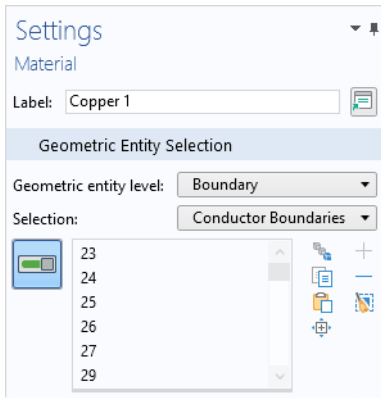 Settings
Material
Label: Copper 1
Geometric Entity Selection
Geometric entity level: Boundary
Selection: Conductor Boundaries
23
24
25
26
27
29